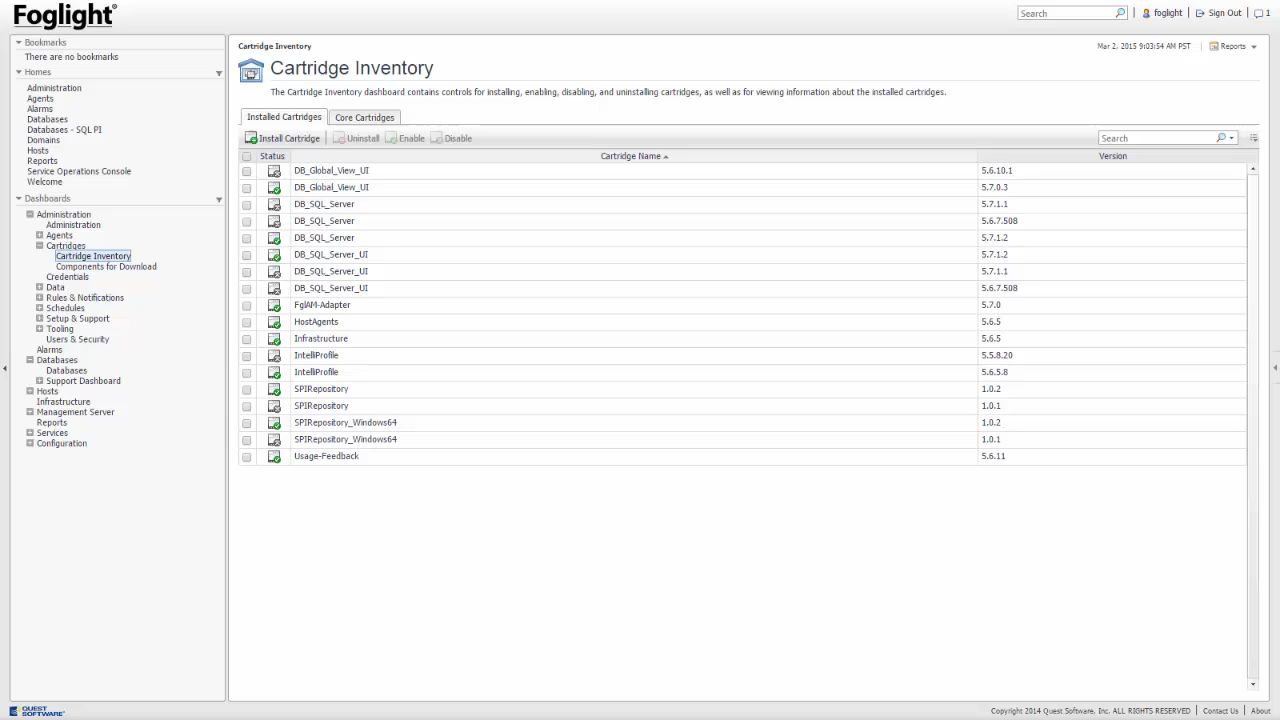 Foglight®
Search
foglight
Sign Out
1
Bookmarks
There are no bookmarks
Homes
Administration
Agents
Alarms
Databases
Databases - SQL PI
Domains
Hosts
Reports
Service Operations Console
Welcome
Dashboards
Administration
Administration
Agents
Cartridges
Cartridge Inventory
Components for Download
Credentials
Data
Rules & Notifications
Schedules
Setup & Support
Tooling
Users & Security
Alarms
Databases
Databases
Support Dashboard
Hosts
Infrastructure
Management Server
Reports
Services
Configuration
Cartridge Inventory
Mar 2, 2015 9:03:54 AM PST
Reports
Cartridge Inventory
The Cartridge Inventory dashboard contains controls for installing, enabling, disabling, and uninstalling cartridges, as well as for viewing information about the installed cartridges.
Installed Cartridges Core Cartridges
Install Cartridge Uninstall Enable Disable Search
Status Cartridge Name Version
DB_Global_View_UI 5.6.10.1
DB_Global_View_UI 5.7.0.3
DB_SQL_Server 5.7.1.1
DB_SQL_Server 5.6.7.508
DB_SQL_Server 5.7.1.2
DB_SQL_Server_UI 5.7.1.2
DB_SQL_Server_UI 5.7.1.1
DB_SQL_Server_UI 5.6.7.508
FglAM-Adapter 5.7.0
HostAgents 5.6.5
Infrastructure 5.6.5
IntelliProfile 5.5.8.20
IntelliProfile 5.6.5.8
SPIRepository 1.0.2
SPIRepository 1.0.1
SPIRepository_Windows64 1.0.2
SPIRepository_Windows64 1.0.1
Usage-Feedback 5.6.11
QUEST
SOFTWARE
Copyright 2014 Quest Software, Inc. ALL RIGHTS RESERVED Contact Us About